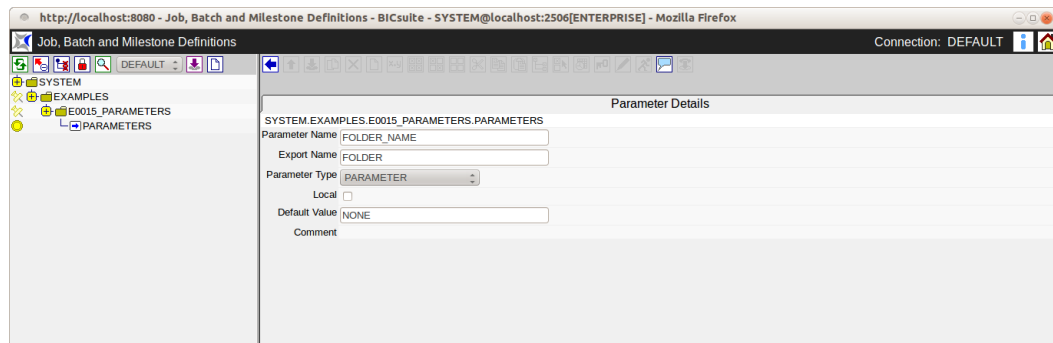 http://localhost:8080 - Job, Batch and Milestone Definitions - BICsuite - SYSTEM@localhost:2506[ENTERPRISE] - Mozilla Firefox
Job, Batch and Milestone Definitions
Connection: DEFAULT
DEFAULT
SYSTEM
EXAMPLES
E0015_PARAMETERS
PARAMETERS
Parameter Details
SYSTEM.EXAMPLES.E0015_PARAMETERS.PARAMETERS
Parameter Name FOLDER_NAME
Export Name FOLDER
Parameter Type PARAMETER
Local
Default Value NONE
Comment